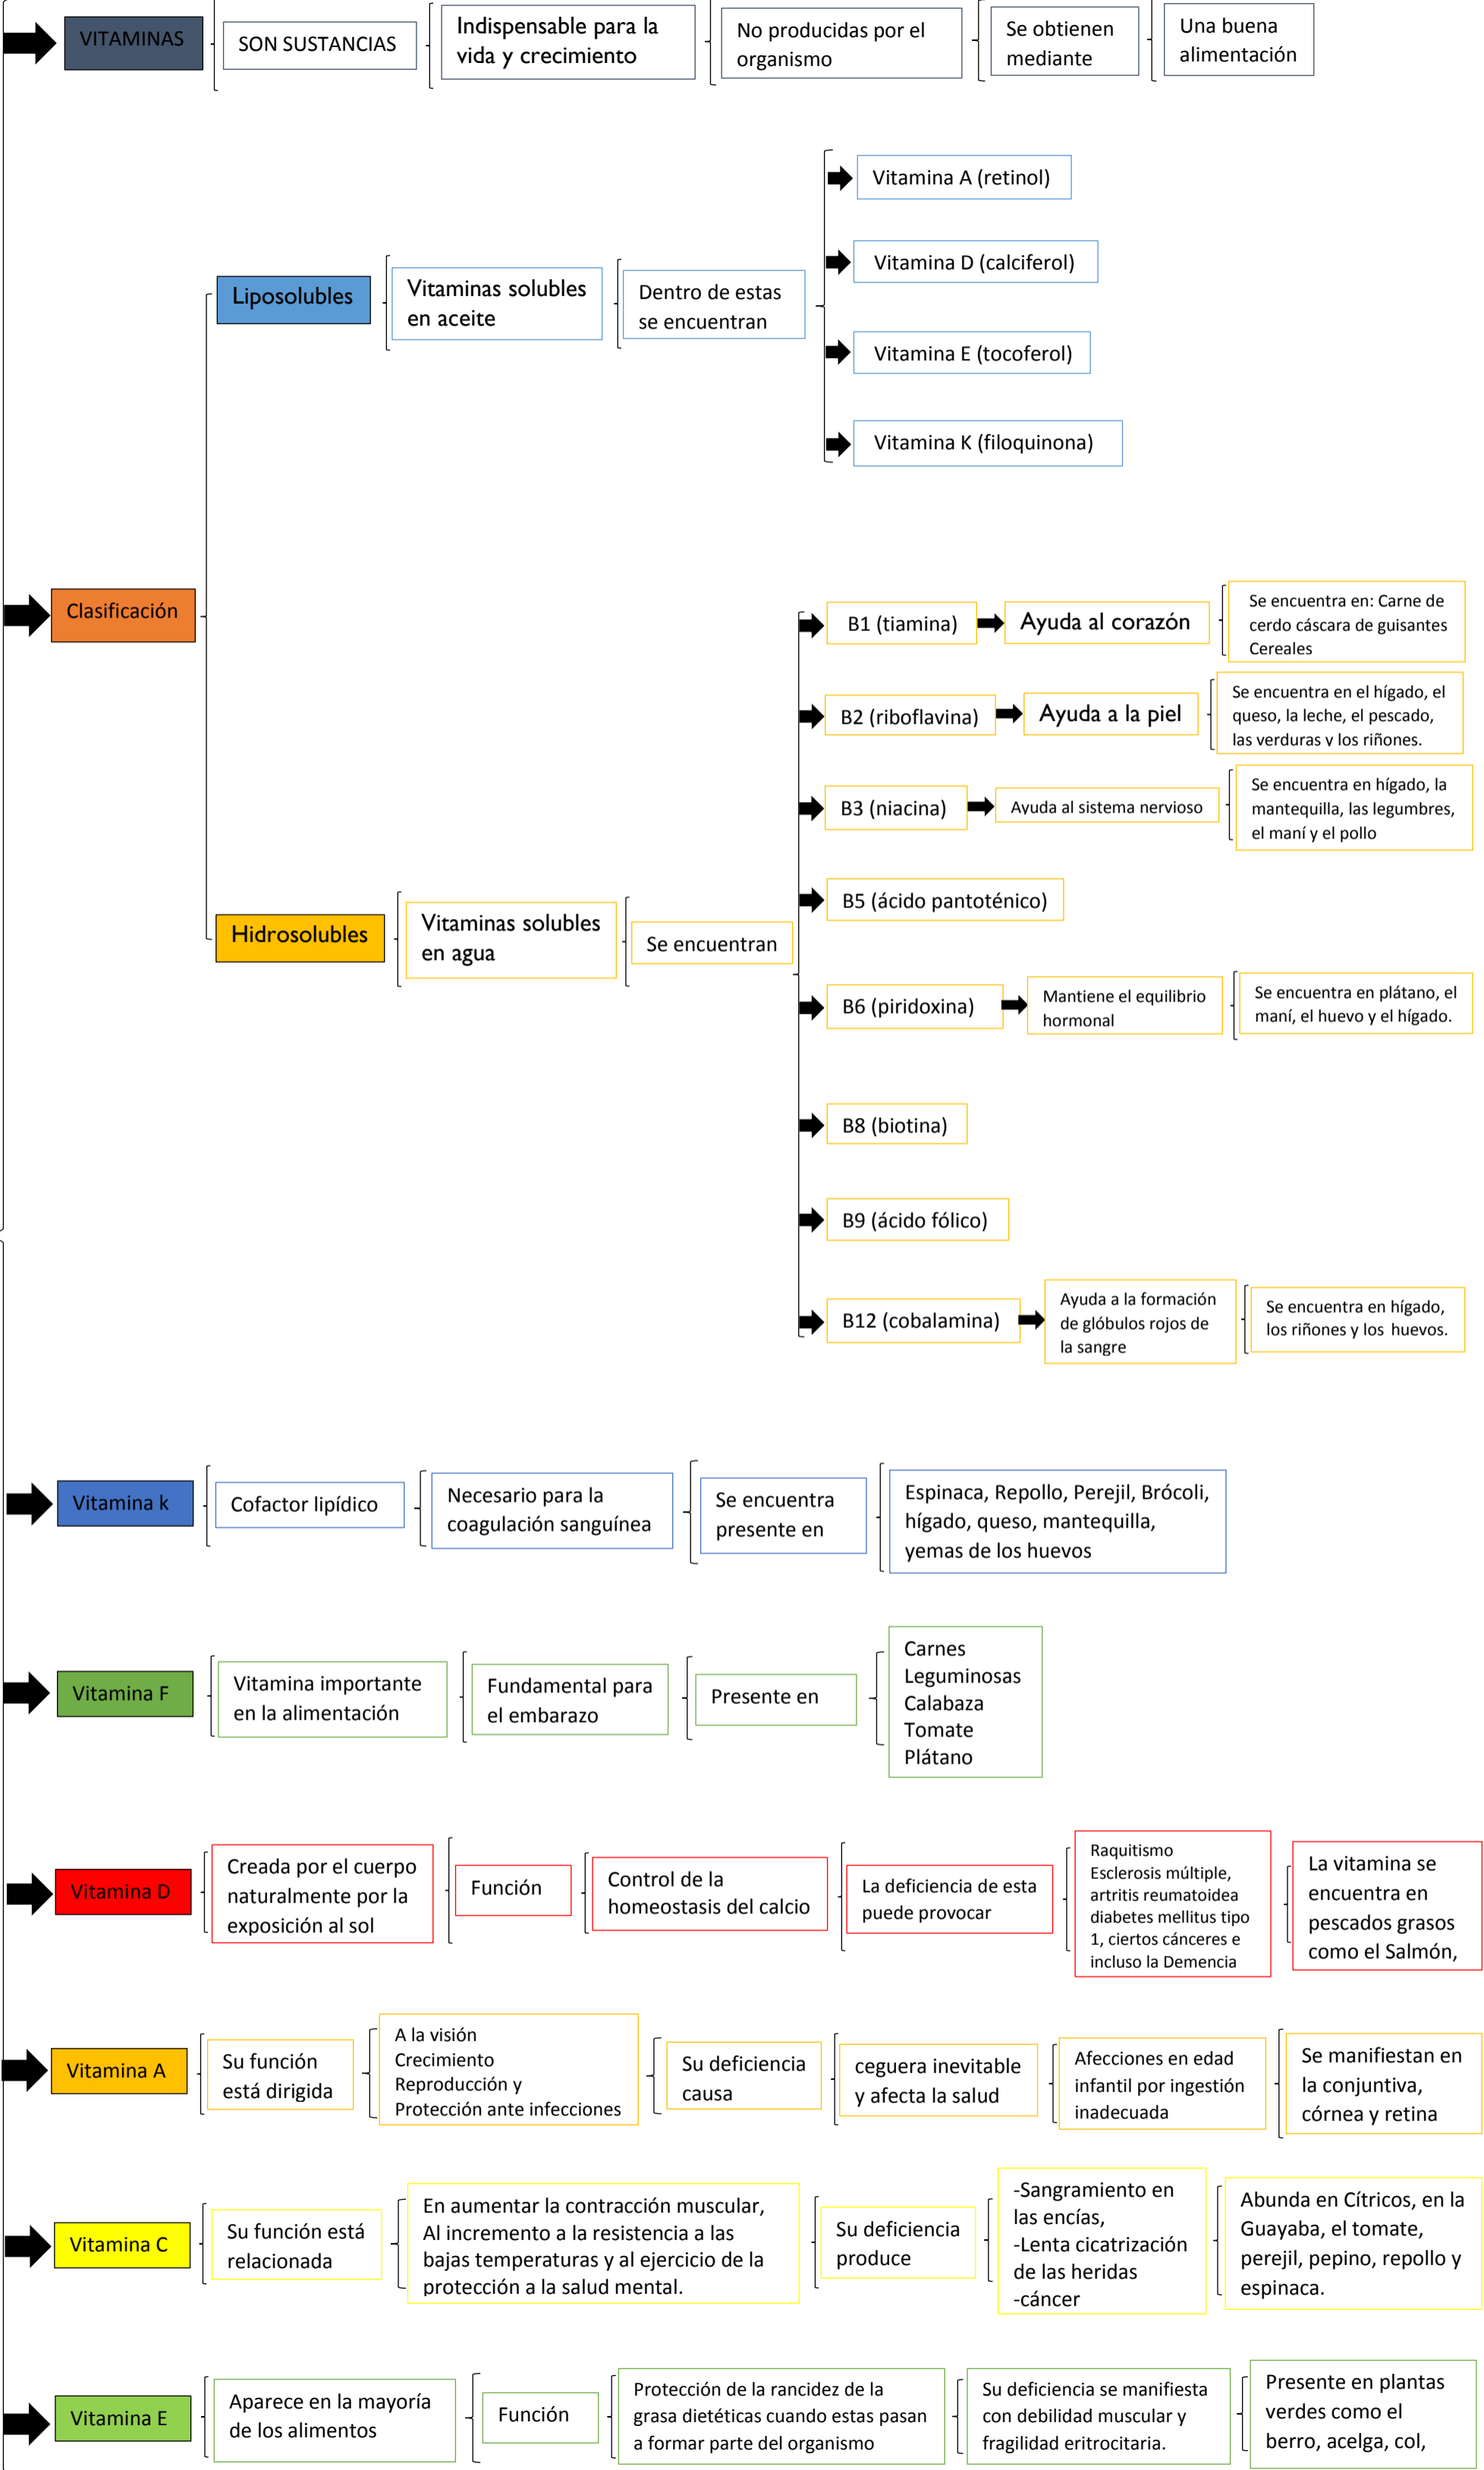 VITAMINAS
SON SUSTANCIAS
Indispensable para la
vida y crecimiento
No producidas por el
organismo
Se obtienen
mediante
Una buena
alimentación
Clasificación
Liposolubles
Vitaminas solubles
en aceite
Dentro de estas
se encuentran
Vitamina A (retinol)
Vitamina D (calciferol)
Vitamina E (tocoferol)
Vitamina K (filoquinona)
Hidrosolubles
Vitaminas solubles
en agua
Se encuentran
B1 (tiamina)
Ayuda al corazón
Se encuentra en: Carne de
cerdo cáscara de guisantes
Cereales
B2 (riboflavina)
Ayuda a la piel
Se encuentra en el hígado, el
queso, la leche, el pescado,
las verduras y los riñones.
B3 (niacina)
Ayuda al sistema nervioso
Se encuentra en hígado, la
mantequilla, las legumbres,
el maní y el pollo
B5 (ácido pantoténico)
B6 (piridoxina)
Mantiene el equilibrio
hormonal
Se encuentra en plátano, el
maní, el huevo y el hígado.
B8 (biotina)
B9 (ácido fólico)
B12 (cobalamina)
Ayuda a la formación
de glóbulos rojos de
la sangre
Se encuentra en hígado,
los riñones y los huevos.
Vitamina k
Cofactor lipídico
Necesario para la
coagulación sanguínea
Se encuentra
presente en
Espinaca, Repollo, Perejil, Brócoli,
hígado, queso, mantequilla,
yemas de los huevos
Vitamina F
Vitamina importante
en la alimentación
Fundamental para
el embarazo
Presente en
Carnes
Leguminosas
Calabaza
Tomate
Plátano
Vitamina D
Creada por el cuerpo
naturalmente por la
exposición al sol
Función
Control de la
homeostasis del calcio
La deficiencia de esta
puede provocar
Raquitismo
Esclerosis múltiple,
artritis reumatoidea
diabetes mellitus tipo
1, ciertos cánceres e
incluso la Demencia
La vitamina se
encuentra en
pescados grasos
como el Salmón,
Vitamina A
Su función
está dirigida
A la visión
Crecimiento
Reproducción y
Protección ante infecciones
Su deficiencia
causa
ceguera inevitable
y afecta la salud
Afecciones en edad
infantil por ingestión
inadecuada
Se manifiestan en
la conjuntiva,
córnea y retina
Vitamina C
Su función está
relacionada
En aumentar la contracción muscular,
Al incremento a la resistencia a las
bajas temperaturas y al ejercicio de la
protección a la salud mental.
Su deficiencia
produce
-Sangramiento en
las encías,
-Lenta cicatrización
de las heridas
-cáncer
Abunda en Cítricos, en la
Guayaba, el tomate,
perejil, pepino, repollo y
espinaca.
Vitamina E
Aparece en la mayoría
de los alimentos
Función
Protección de la rancidez de la
grasa dietéticas cuando estas pasan
a formar parte del organismo
Su deficiencia se manifiesta
con debilidad muscular y
fragilidad eritrocitaria.
Presente en plantas
verdes como el
berro, acelga, col,